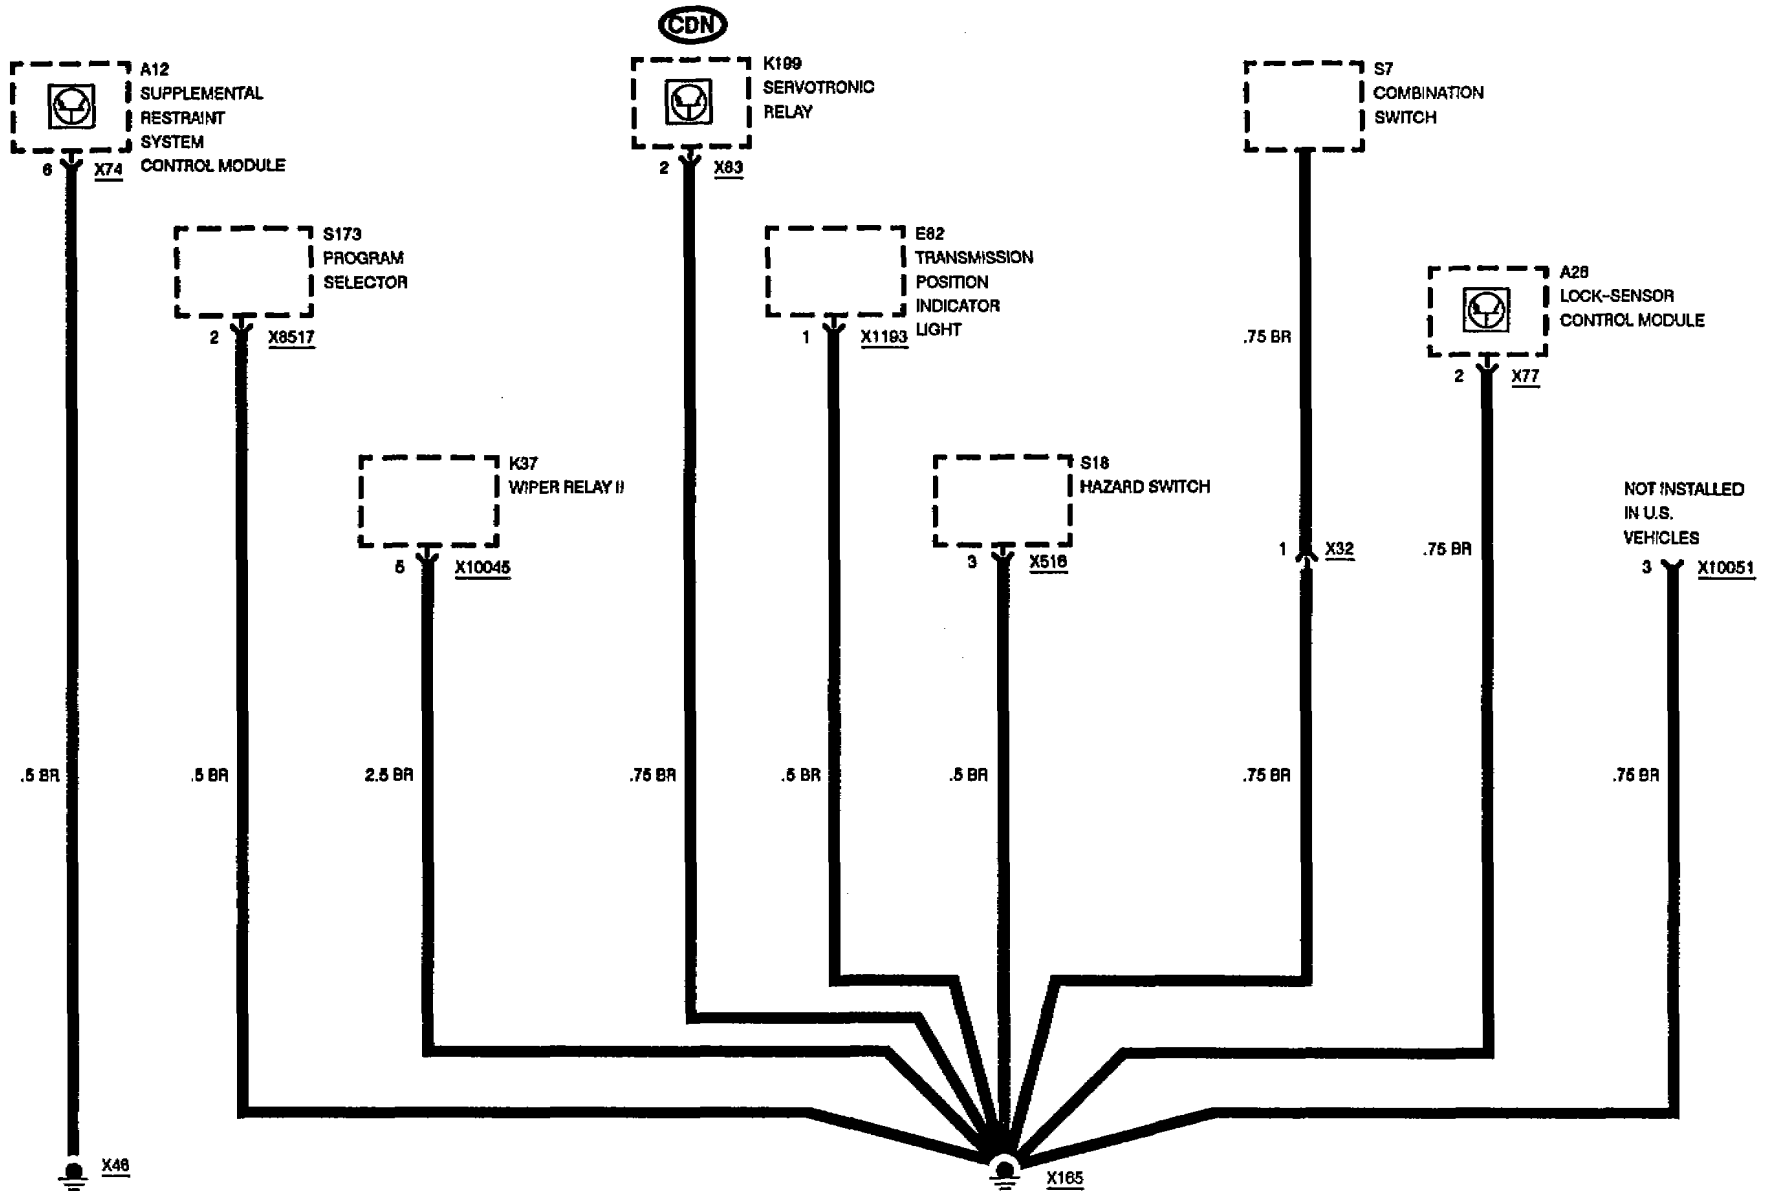 CDN
A12
SUPPLEMENTAL
RESTRAINT
SYSTEM
CONTROL MODULE
6 X74
K199
SERVOTRONIC
RELAY
2 X83
S7
COMBINATION
SWITCH
S173
PROGRAM
SELECTOR
2 X8517
E82
TRANSMISSION
POSITION
INDICATOR
LIGHT
1 X1193
A28
LOCK-SENSOR
CONTROL MODULE
2 X77
.75 BR
K37
WIPER RELAY II
5 X10045
S18
HAZARD SWITCH
3 X518
1 X32
.75 BR
NOT INSTALLED
IN U.S.
VEHICLES
3 X10051
.5 BR
.5 BR
2.5 BR
.75 BR
.5 BR
.5 BR
.75 BR
.75 BR
X46
X165